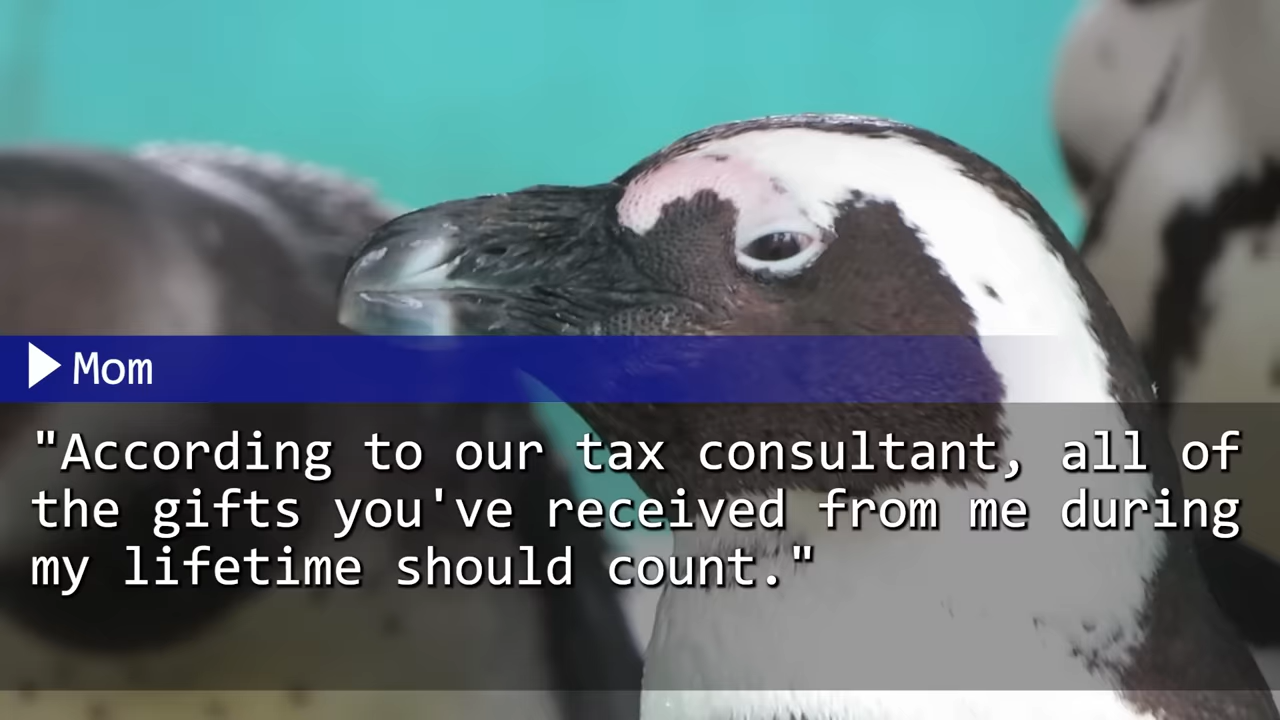 Mom
"According to our tax consultant, all of
the gifts you've received from me during
my lifetime should count."